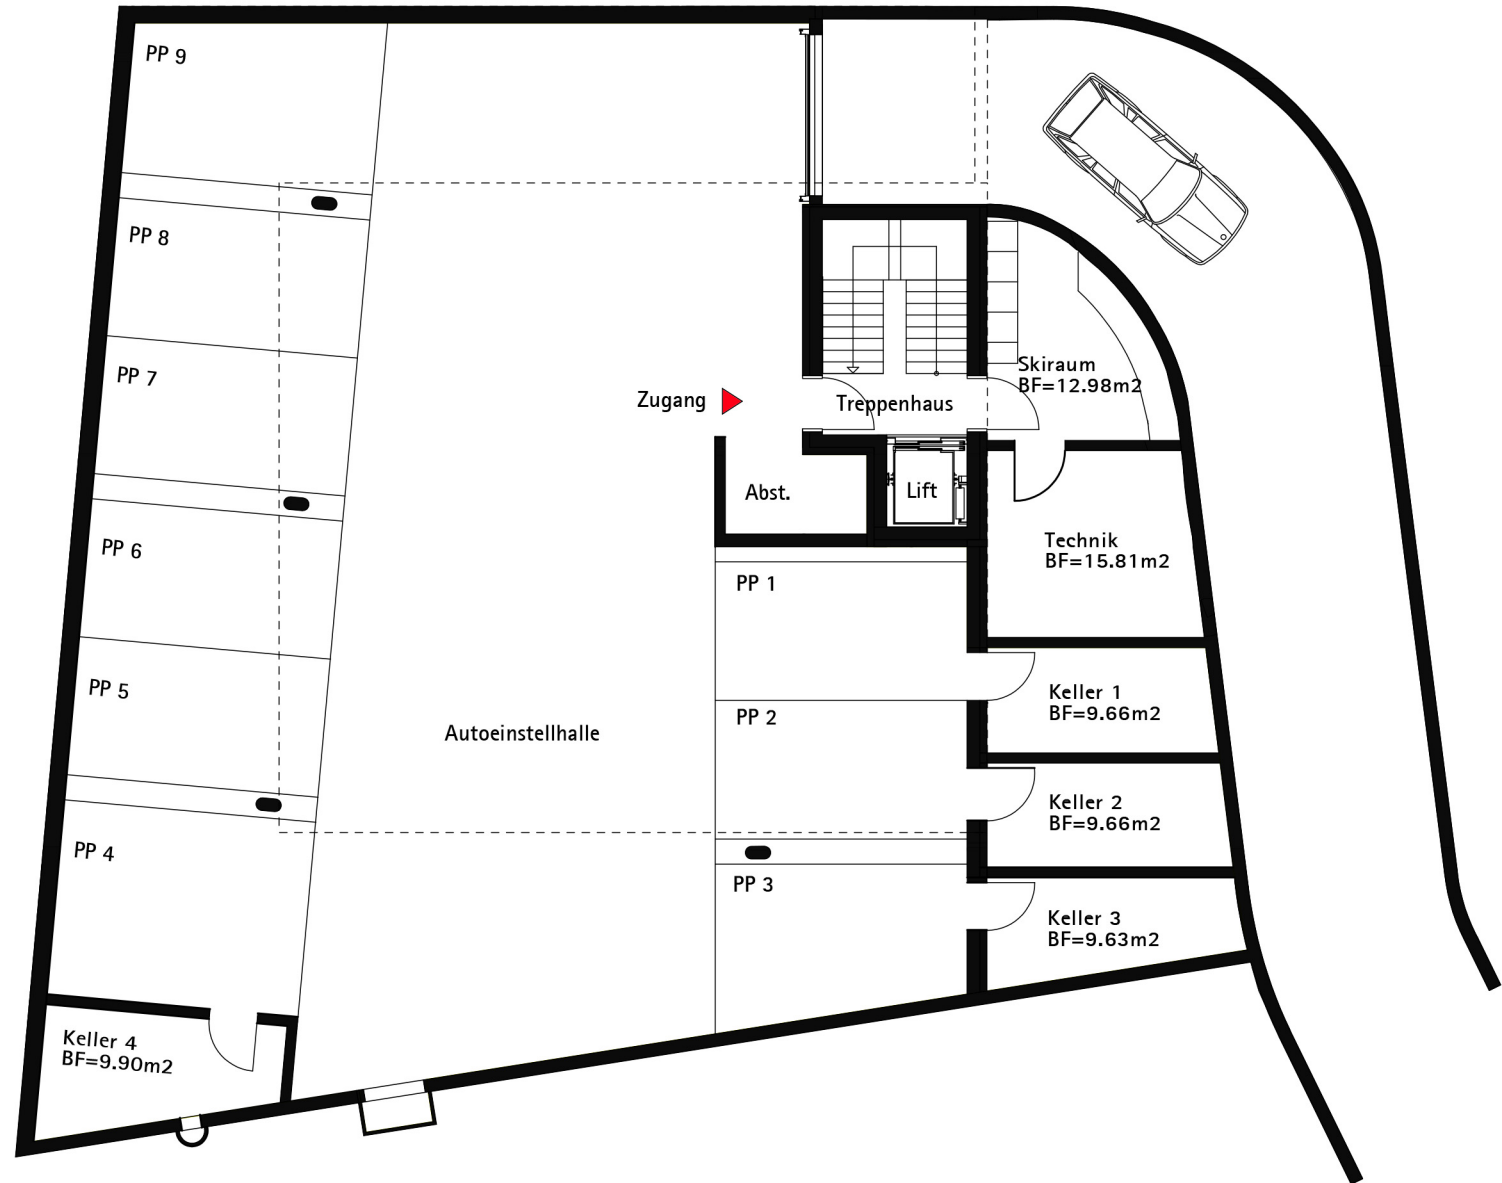 PP 9
PP 8
PP 7
Zugang
Treppenhaus
Skiraum
BF=12.98m2
Abst.
Lift
PP 6
Technik
BF=15.81m2
PP 1
PP 5
PP 2
Autoeinstellhalle
Keller 1
BF=9.66m2
Keller 2
BF=9.66m2
PP 4
PP 3
Keller 3
BF=9.63m2
Keller 4
BF=9.90m2